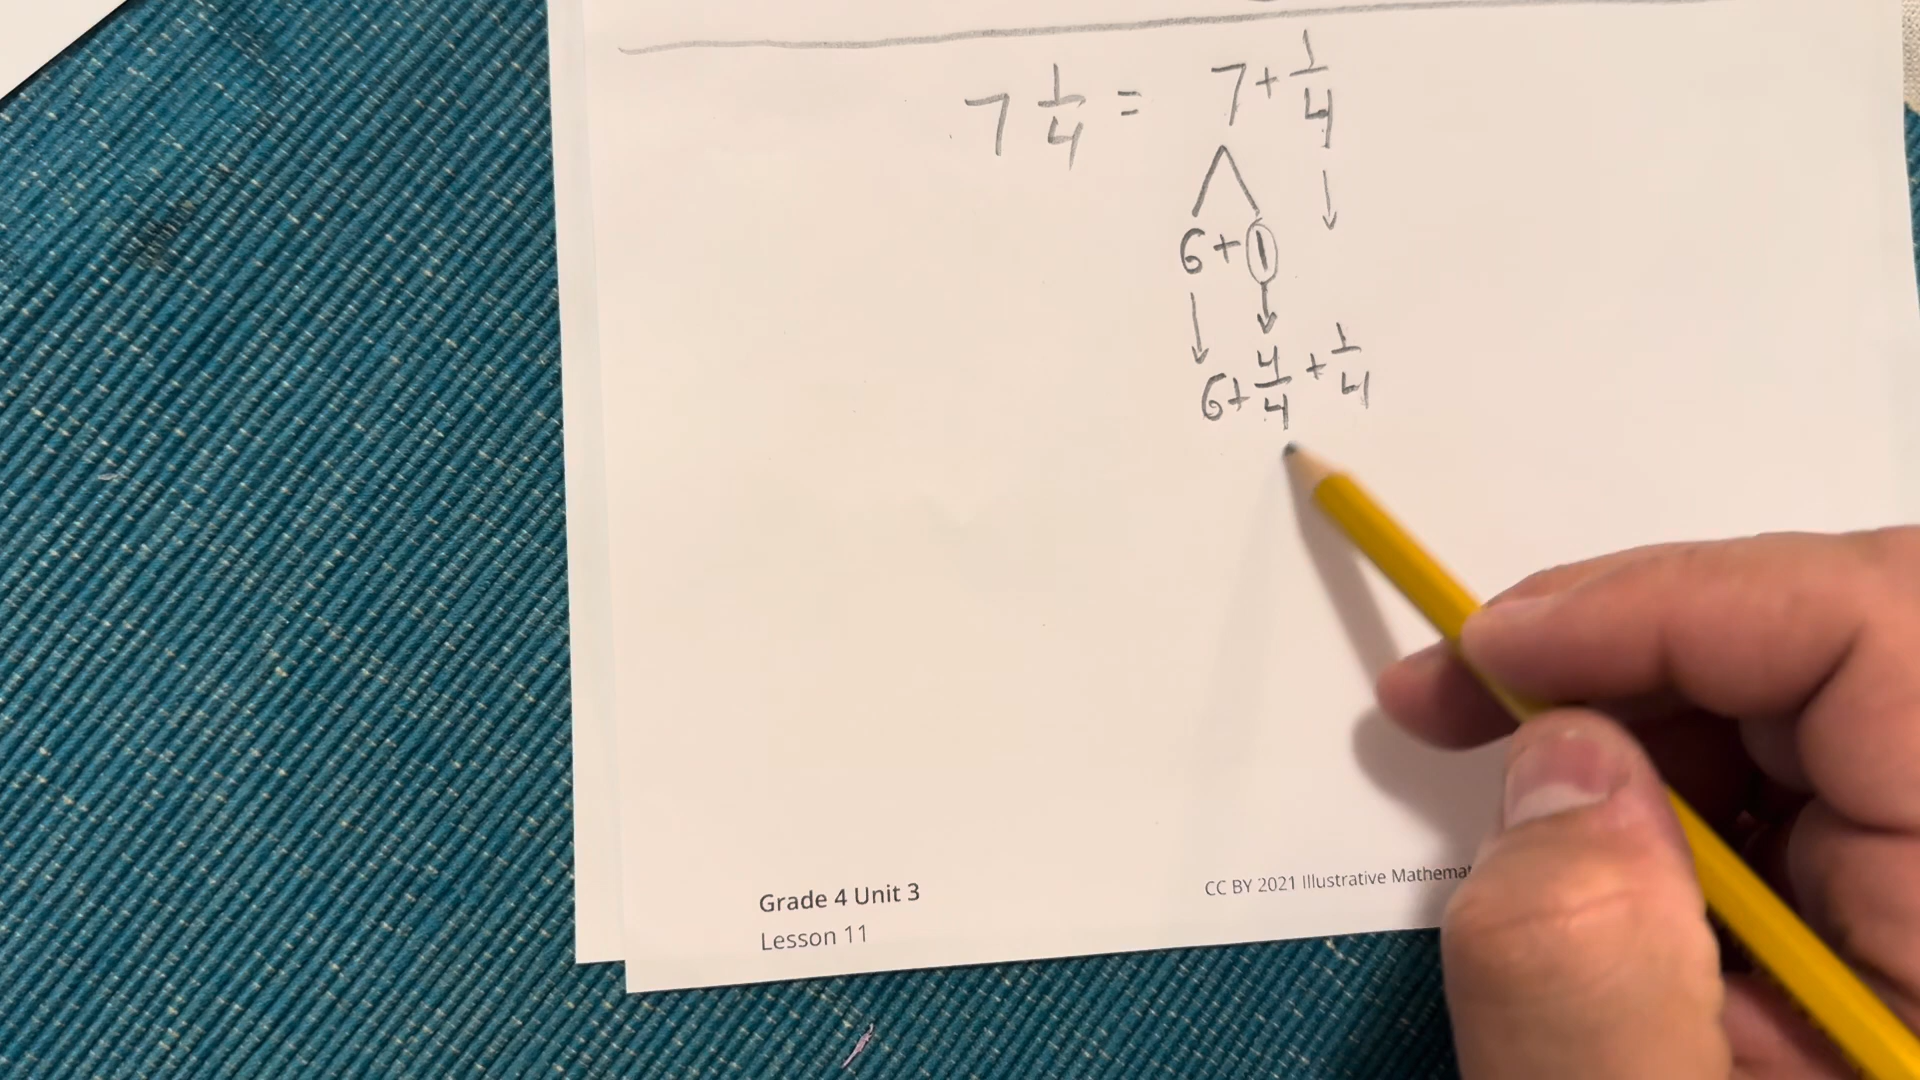 7 1/4 = 7 + 1/4
6 + 1
6 + 4/4 + 1/4
Grade 4 Unit 3
CC BY 2021 Illustrative
Lesson 11